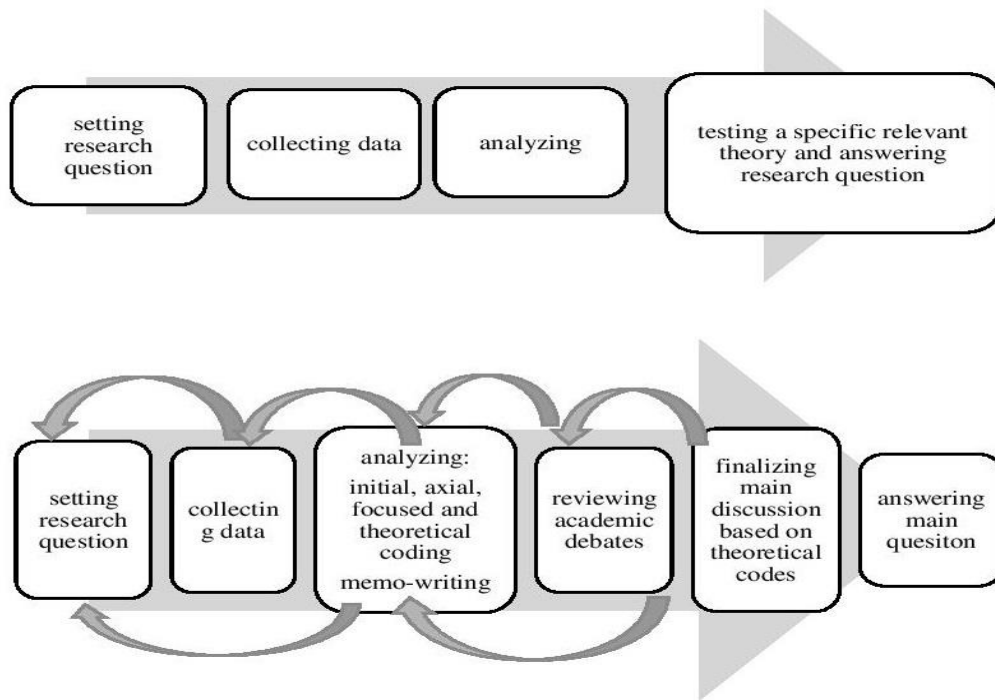 setting
research
question
collecting data
analyzing
testing a specific relevant
theory and answering
research question
setting
research
question
collectin
g data
analyzing:
initial, axial,
focused and
theoretical
coding
memo-writing
reviewing
academic
debates
finalizing
main
discussion
based on
theoretical
codes
answering
main
quesiton